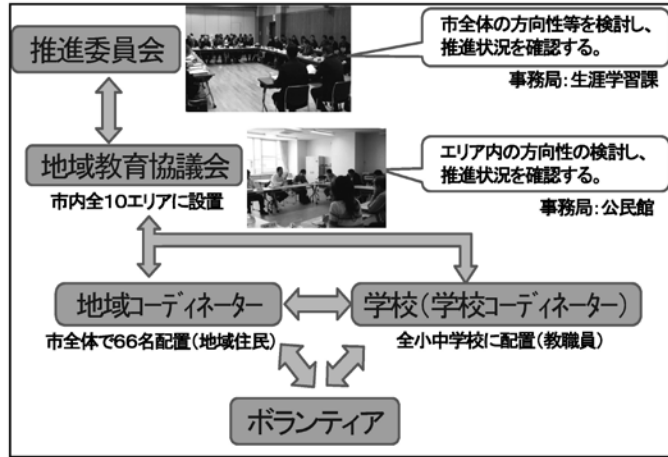 推進委員会
市全体の方向性等を検討し、
推進状況を確認する。
事務局:生涯学習課
地域教育協議会
市内全10エリアに設置
エリア内の方向性の検討し、
推進状況を確認する。
事務局:公民館
地域コーディネーター
市全体で66名配置(地域住民)
学校(学校コーディネーター)
全小中学校に配置(教職員)
ボランティア